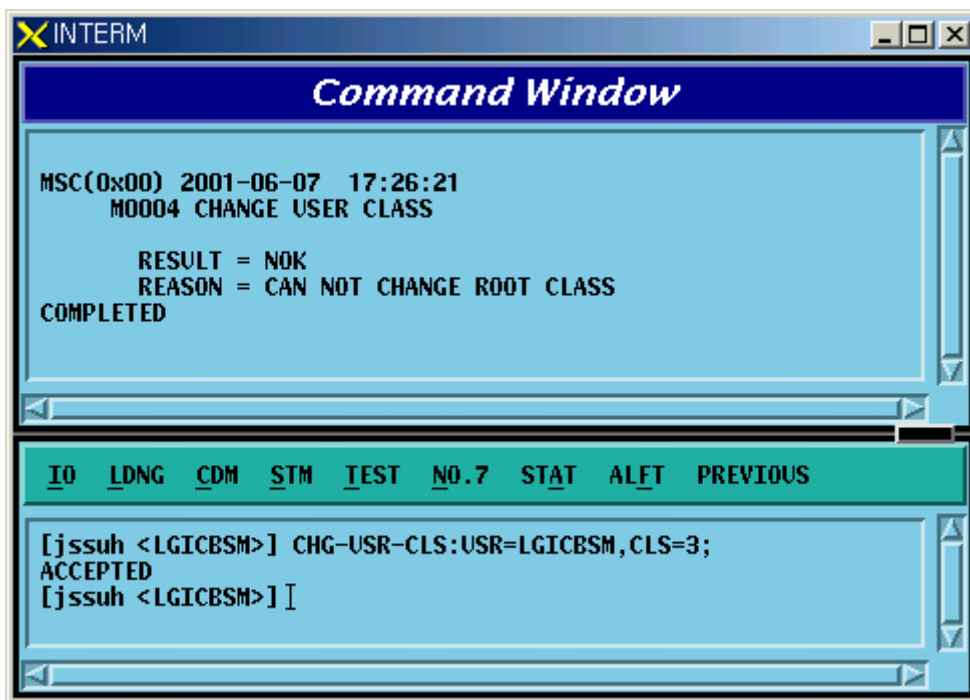 INTERM
Command Window
MSC(0x00) 2001-06-07 17:26:21
M0004 CHANGE USER CLASS
RESULT = NOK
REASON = CAN NOT CHANGE ROOT CLASS
COMPLETED
IO LDNG CDM STM TEST NO.7 STAT ALFT PREVIOUS
[jssuh <LGICBSM>] CHG-USR-CLS:USR=LGICBSM,CLS=3;
ACCEPTED
[jssuh <LGICBSM>]